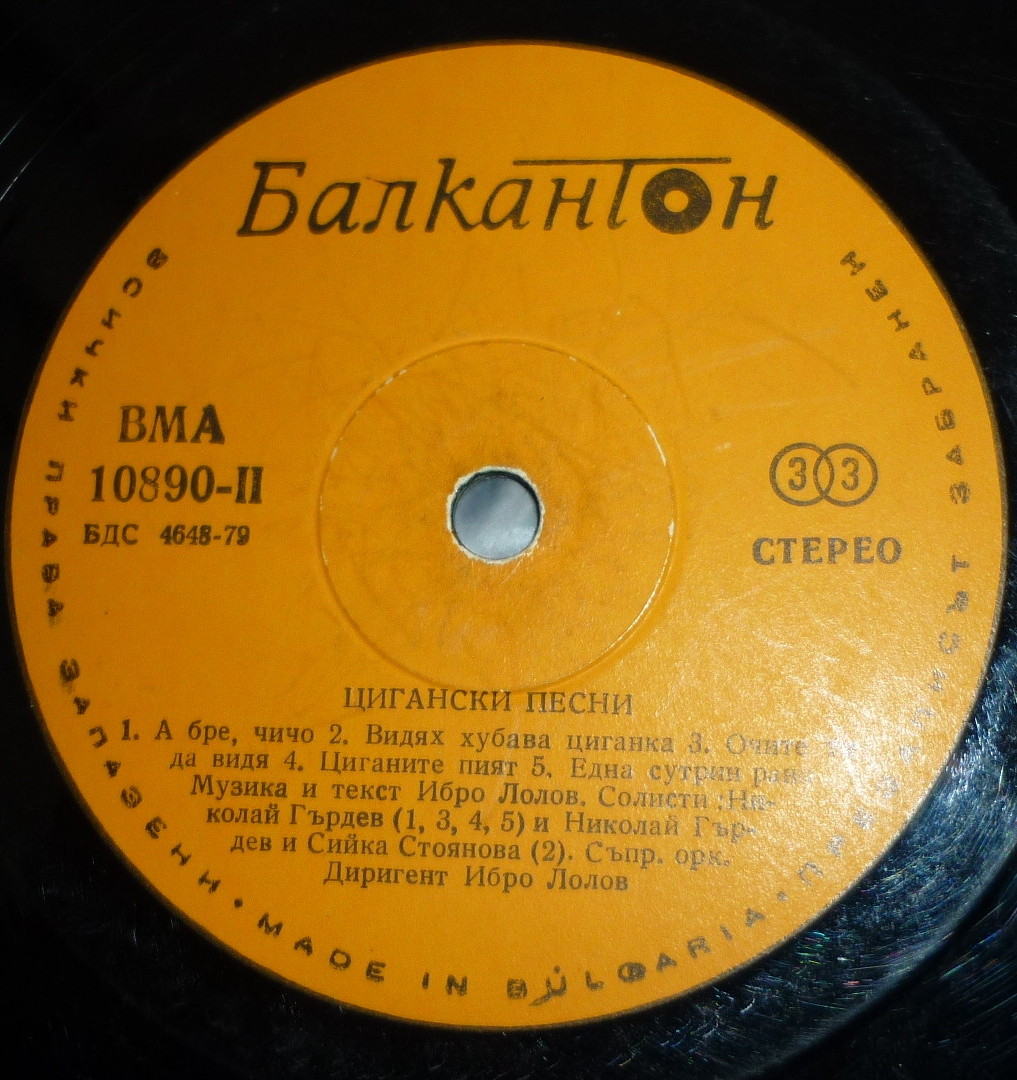 Балкантон
ВСИЧКИ ПРАВА ЗАПАЗЕНИ • MADE IN BULGARIA • ПРЕЗАПИСЪТ ЗАБРАНЕН
ВМА
10890-II
БДС 4648-79
33
СТЕРЕО
ЦИГАНСКИ ПЕСНИ
1. А бре, чичо 2. Видях хубава циганка 3. Очите
да видя 4. Циганите пият 5. Една сутрин рано
Музика и текст Ибро Лолов. Солисти: Ни-
колай Гърдев (1, 3, 4, 5) и Николай Гър-
дев и Сийка Стоянова (2). Съпр. орк.
Диригент Ибро Лолов